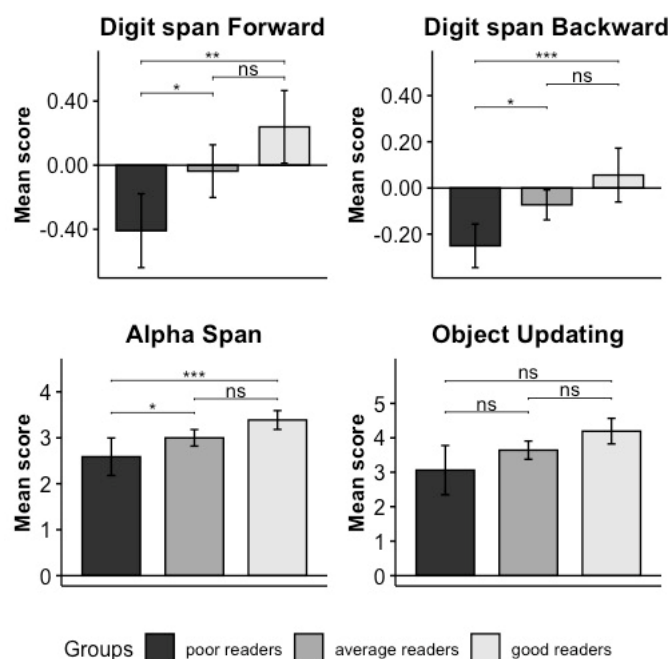 Digit span Forward
Mean score
0.40
0.00
-0.40
**
ns
*
Digit span Backward
Mean score
0.40
0.20
0.00
-0.20
***
ns
*
Alpha Span
Mean score
4
3
2
1
0
***
ns
*
Object Updating
Mean score
5
4
3
2
1
0
ns
ns
ns
Groups poor readers average readers good readers